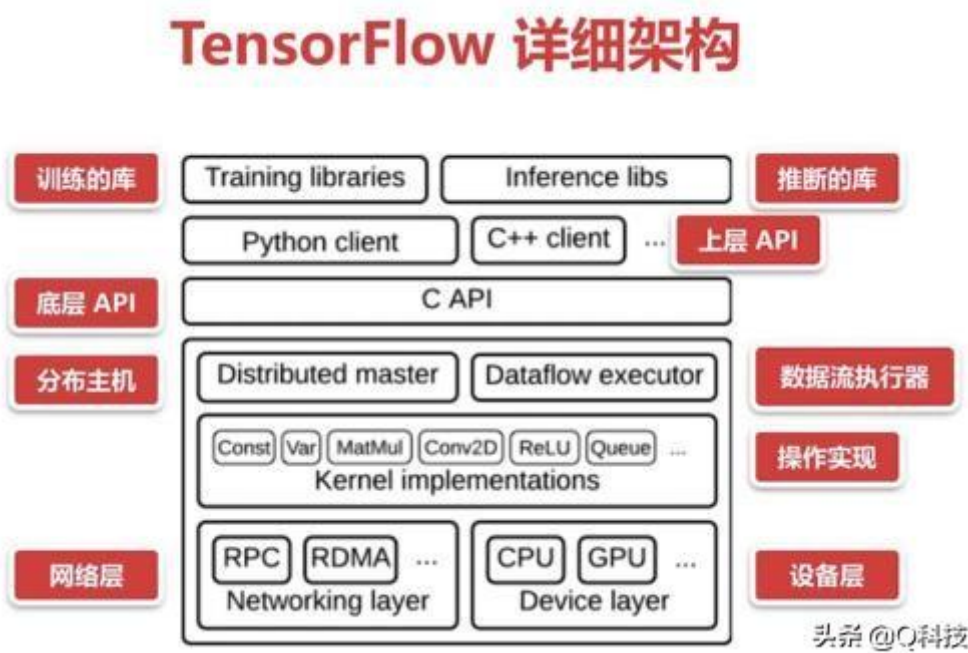 TensorFlow 详细架构
训练的库 Training libraries Inference libs 推断的库
Python client C++ client ... 上层 API
底层 API C API
分布主机 Distributed master Dataflow executor 数据流执行器
Const Var MatMul Conv2D ReLU Queue ...
Kernel implementations 操作实现
RPC RDMA ... CPU GPU ...
网络层 Networking layer Device layer 设备层
头条 @Q科技